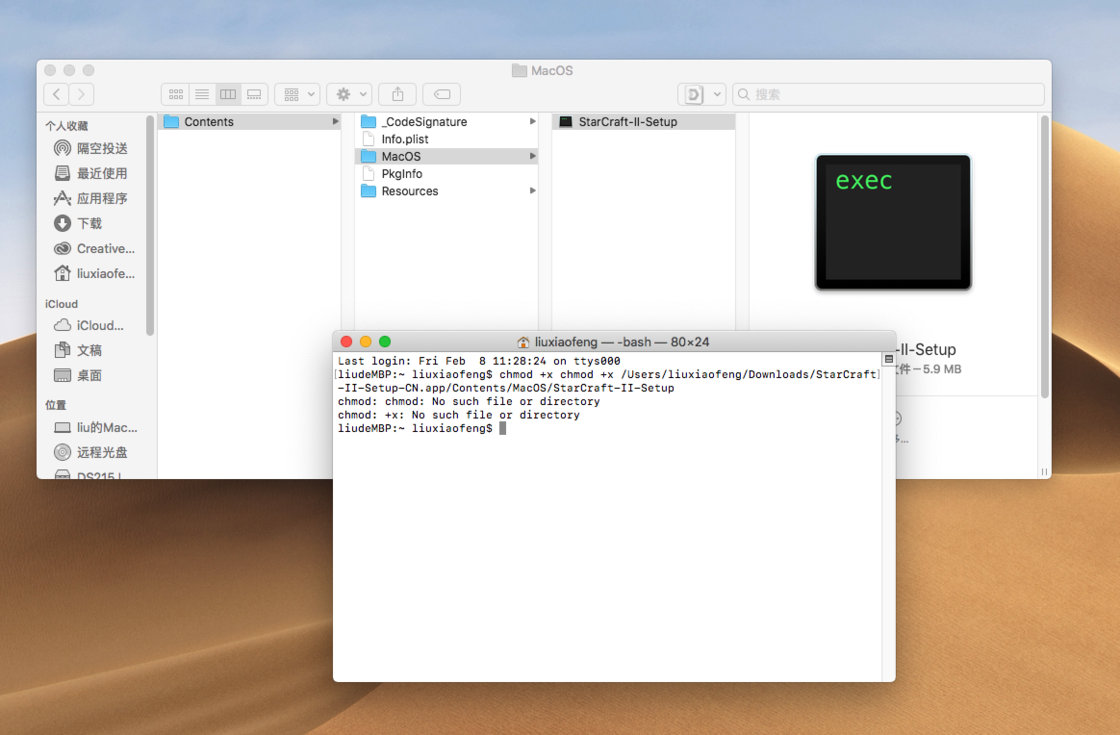 MacOS
搜索
个人收藏
隔空投送
最近使用
应用程序
下载
Creative...
liuxiaofe...
iCloud
iCloud...
文稿
桌面
位置
liu的Mac...
远程光盘
Contents
_CodeSignature
Info.plist
MacOS
PkgInfo
Resources
StarCraft-II-Setup
exec
-II-Setup
件 – 5.9 MB
liuxiaofeng — -bash — 80×24
Last login: Fri Feb  8 11:28:24 on ttys000
[liudeMBP:~ liuxiaofeng$ chmod +x chmod +x /Users/liuxiaofeng/Downloads/StarCraft]
-II-Setup-CN.app/Contents/MacOS/StarCraft-II-Setup
chmod: chmod: No such file or directory
chmod: +x: No such file or directory
liudeMBP:~ liuxiaofeng$